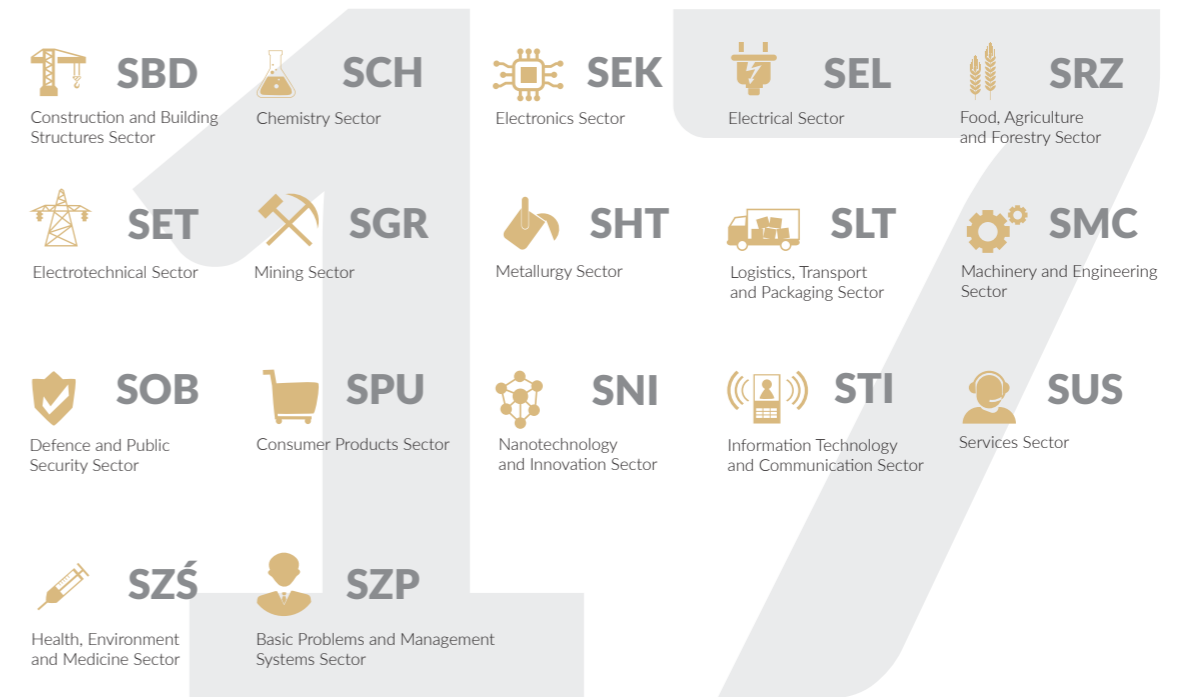 17
SBD
Construction and Building
Structures Sector
SCH
Chemistry Sector
SEK
Electronics Sector
SEL
Electrical Sector
SRZ
Food, Agriculture
and Forestry Sector
SET
Electrotechnical Sector
SGR
Mining Sector
SHT
Metallurgy Sector
SLT
Logistics, Transport
and Packaging Sector
SMC
Machinery and Engineering
Sector
SOB
Defence and Public
Security Sector
SPU
Consumer Products Sector
SNI
Nanotechnology
and Innovation Sector
STI
Information Technology
and Communication Sector
SUS
Services Sector
SZŚ
Health, Environment
and Medicine Sector
SZP
Basic Problems and Management
Systems Sector